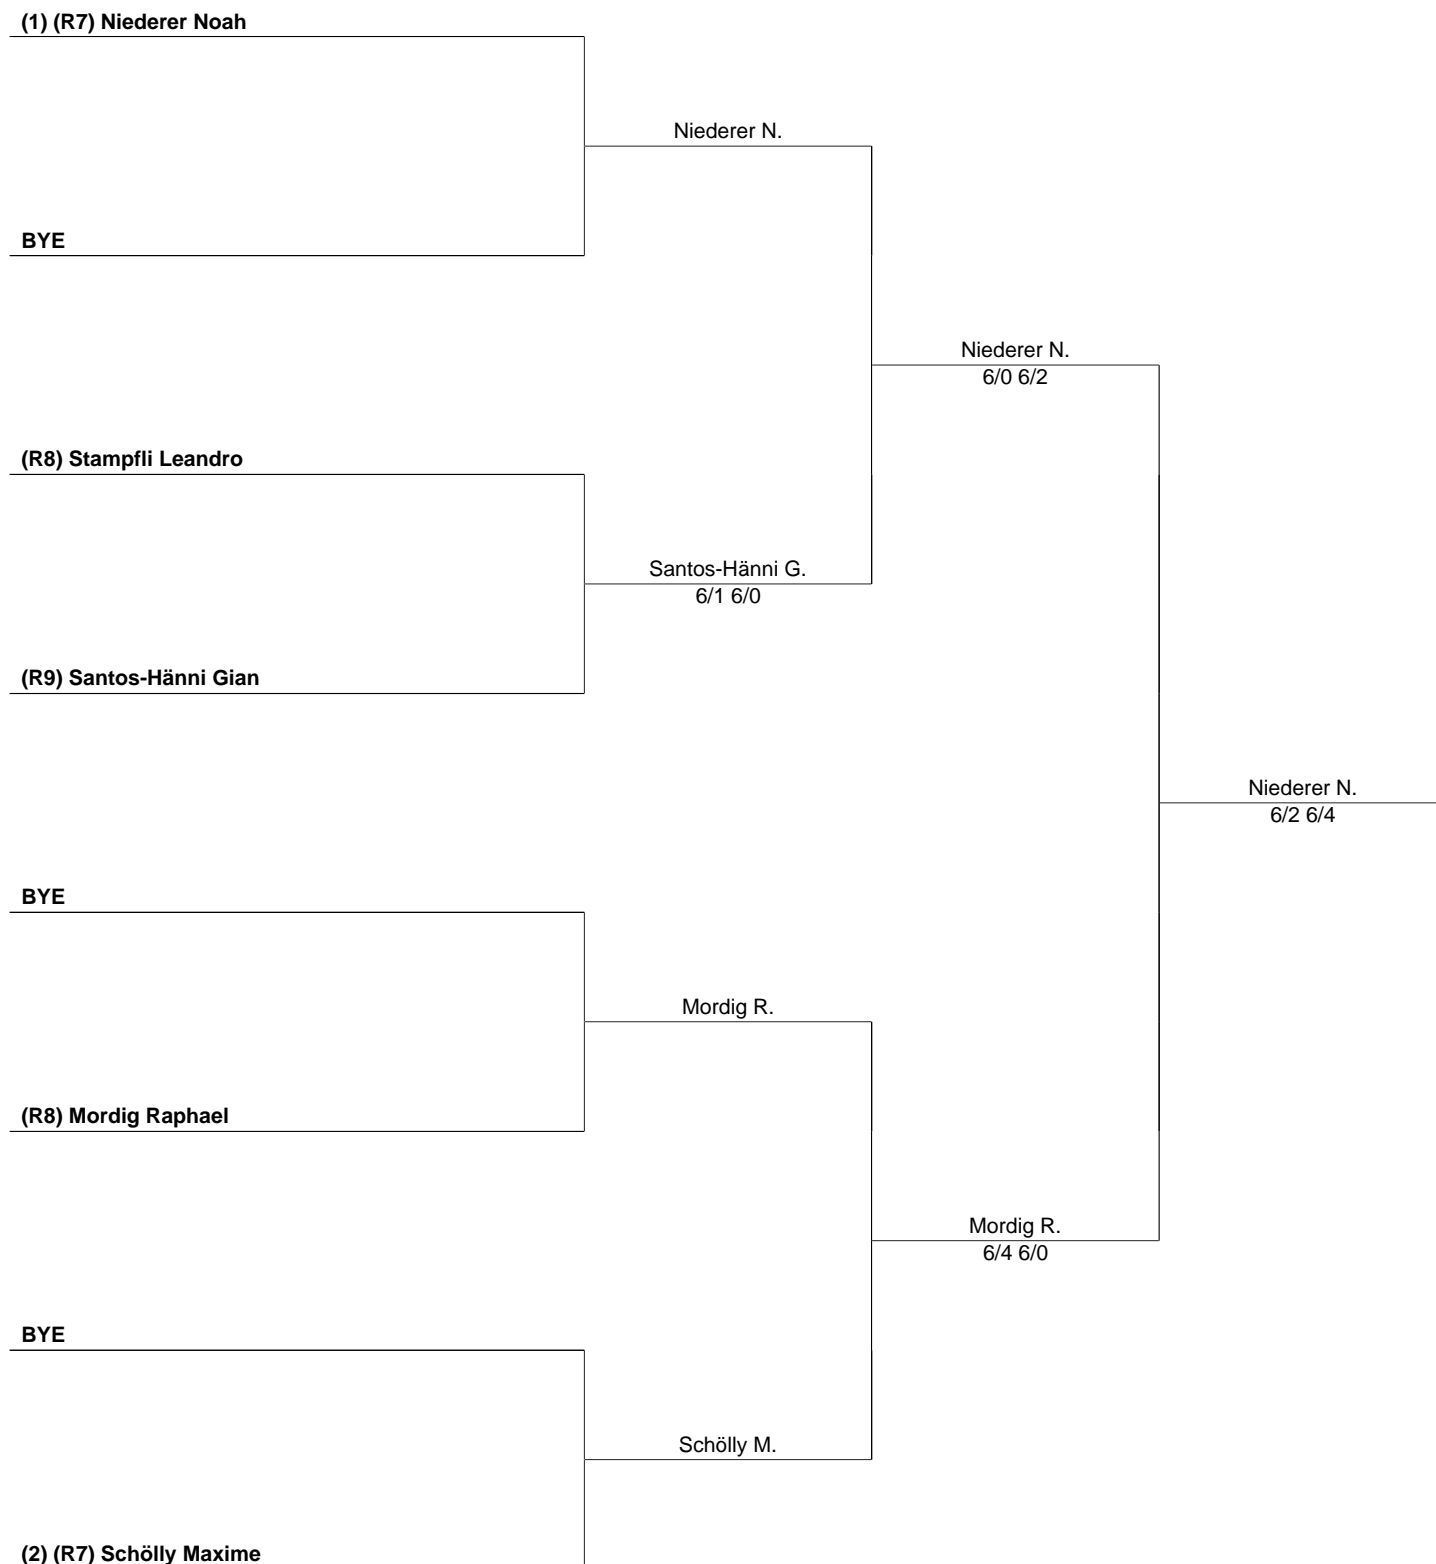 (1) (R7) Niederer Noah
Niederer N.
BYE
Niederer N.
6/0 6/2
(R8) Stampfli Leandro
Santos-Hänni G.
6/1 6/0
(R9) Santos-Hänni Gian
Niederer N.
6/2 6/4
BYE
Mordig R.
(R8) Mordig Raphael
Mordig R.
6/4 6/0
BYE
Schölly M.
(2) (R7) Schölly Maxime